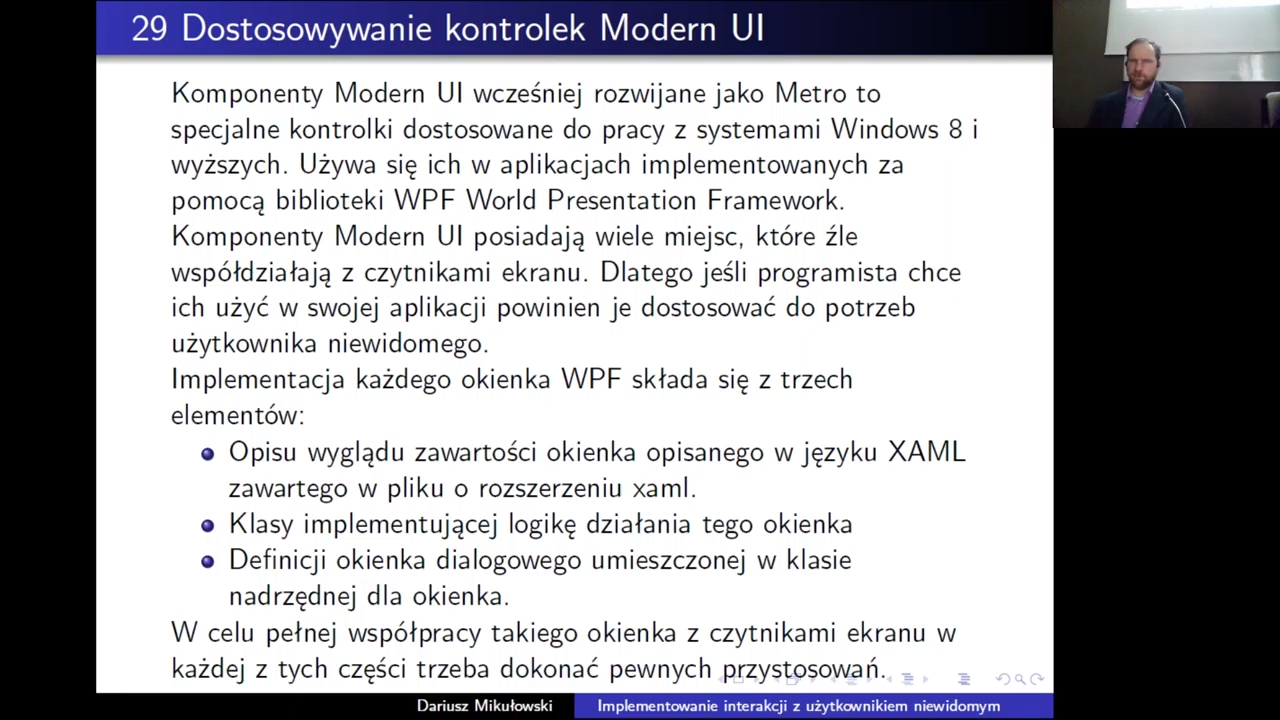 29 Dostosowywanie kontrolek Modern UI
Komponenty Modern UI wcześniej rozwijane jako Metro to
specjalne kontrolki dostosowane do pracy z systemami Windows 8 i
wyższych. Używa się ich w aplikacjach implementowanych za
pomocą biblioteki WPF World Presentation Framework.
Komponenty Modern UI posiadają wiele miejsc, które źle
współdziałają z czytnikami ekranu. Dlatego jeśli programista chce
ich użyć w swojej aplikacji powinien je dostosować do potrzeb
użytkownika niewidomego.
Implementacja każdego okienka WPF składa się z trzech
elementów:
Opisu wyglądu zawartości okienka opisanego w języku XAML
zawartego w pliku o rozszerzeniu xaml.
Klasy implementującej logikę działania tego okienka
Definicji okienka dialogowego umieszczonej w klasie
nadrzędnej dla okienka.
W celu pełnej współpracy takiego okienka z czytnikami ekranu w
każdej z tych części trzeba dokonać pewnych przystosowań.
Dariusz Mikułowski
Implementowanie interakcji z użytkownikiem niewidomym